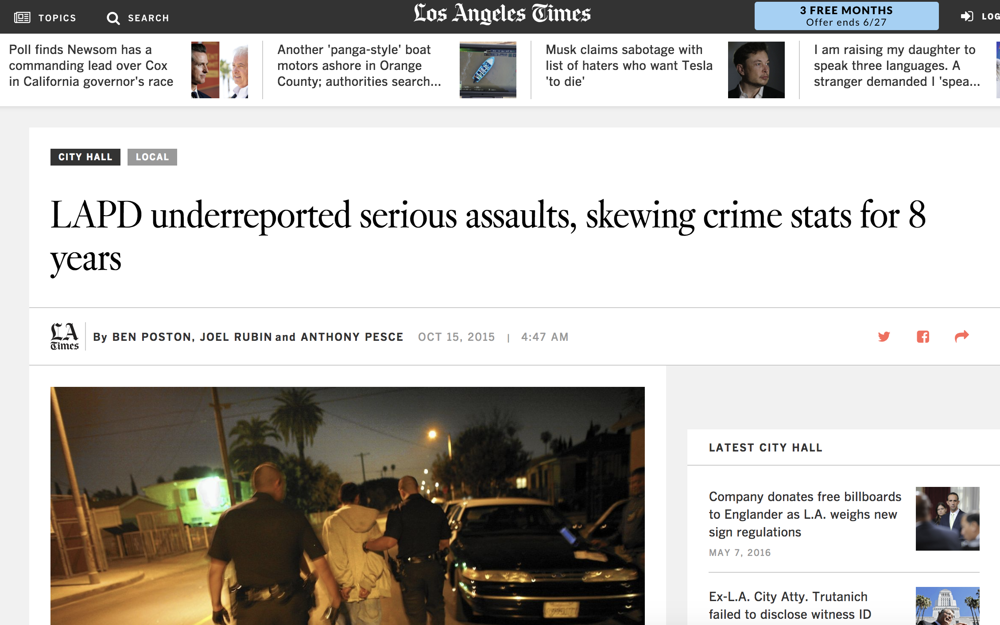 TOPICS
SEARCH
Los Angeles Times
3 FREE MONTHS
Offer ends 6/27
LOG
Poll finds Newsom has a
commanding lead over Cox
in California governor's race
Another 'panga-style' boat
motors ashore in Orange
County; authorities search...
Musk claims sabotage with
list of haters who want Tesla
'to die'
I am raising my daughter to
speak three languages. A
stranger demanded I 'spea...
CITY HALL
LOCAL
LAPD underreported serious assaults, skewing crime stats for 8
years
LA
Times
By BEN POSTON, JOEL RUBIN and ANTHONY PESCE OCT 15, 2015 | 4:47 AM
LATEST CITY HALL
Company donates free billboards
to Englander as L.A. weighs new
sign regulations
MAY 7, 2016
Ex-L.A. City Atty. Trutanich
failed to disclose witness ID